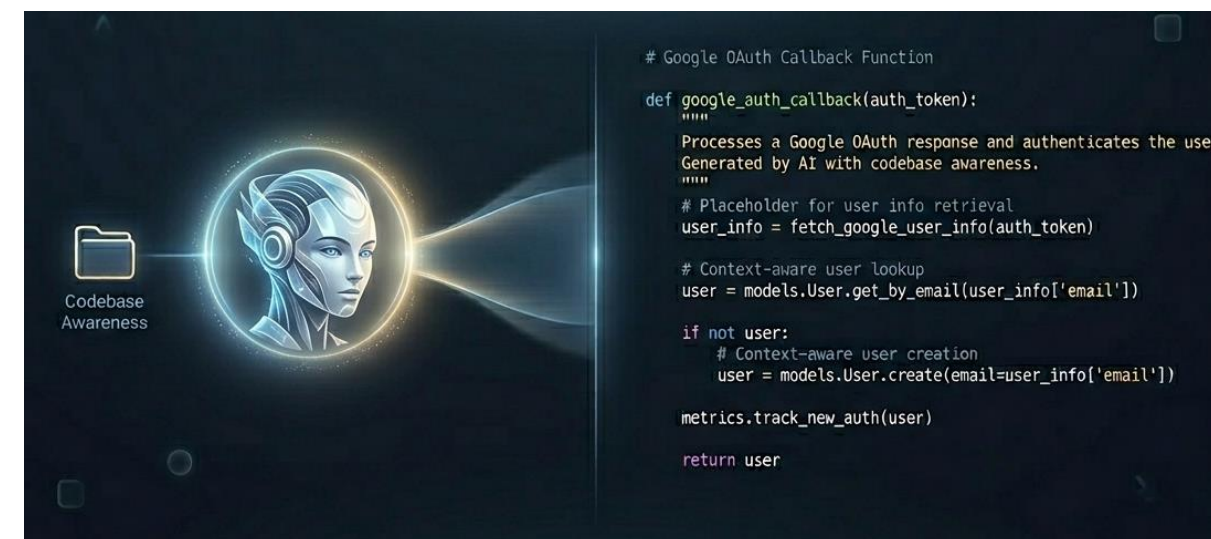 Codebase
Awareness
# Google OAuth Callback Function
def google_auth_callback(auth_token):
"""
Processes a Google OAuth response and authenticates the use
Generated by AI with codebase awareness.
"""
# Placeholder for user info retrieval
user_info = fetch_google_user_info(auth_token)
# Context-aware user lookup
user = models.User.get_by_email(user_info['email'])
if not user:
# Context-aware user creation
user = models.User.create(email=user_info['email'])
metrics.track_new_auth(user)
return user